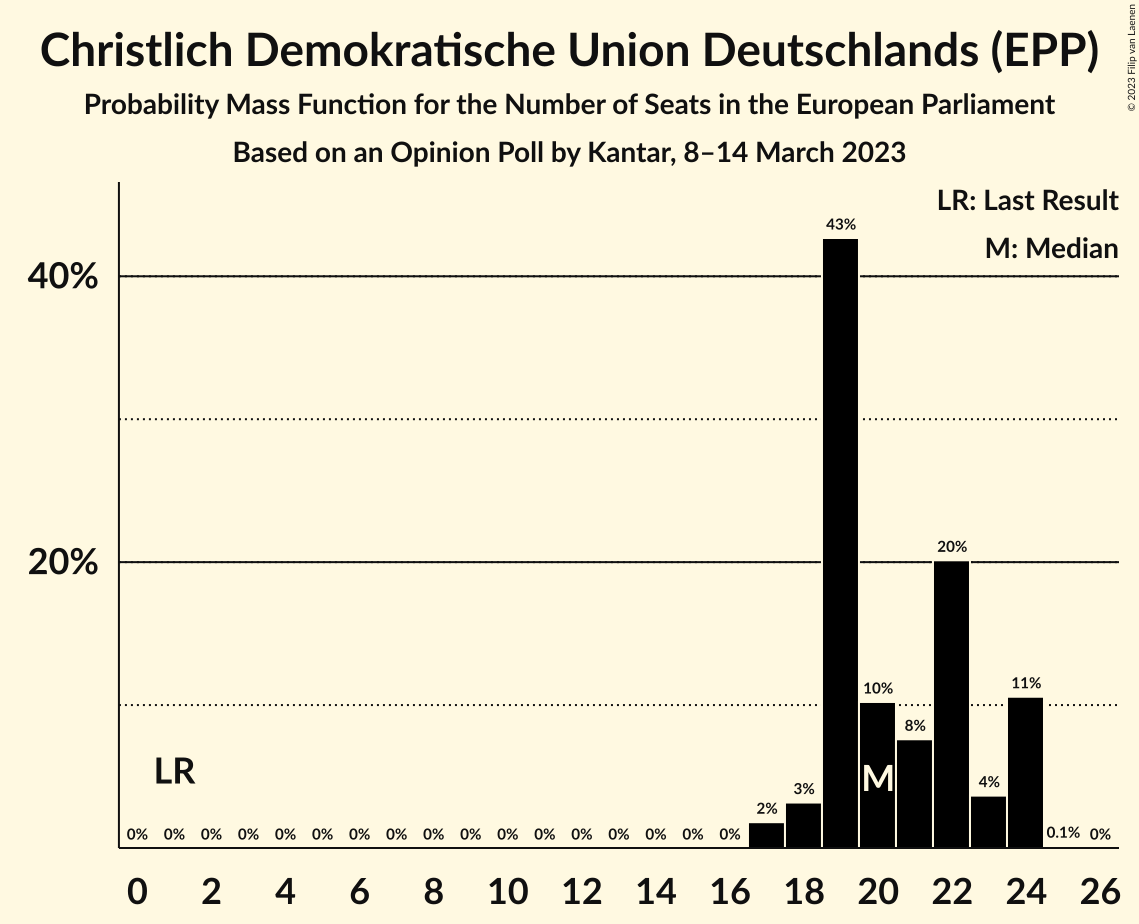 Christlich Demokratische Union Deutschlands (EPP)
Probability Mass Function for the Number of Seats in the European Parliament
Based on an Opinion Poll by Kantar, 8–14 March 2023
© 2023 Filip van Laenen
LR: Last Result
M: Median
40%
20%
43%
20%
10%
11%
8%
4%
3%
2%
LR
M
0% 0% 0% 0% 0% 0% 0% 0% 0% 0% 0% 0% 0% 0% 0% 0% 0% 0.1% 0%
0 2 4 6 8 10 12 14 16 18 20 22 24 26